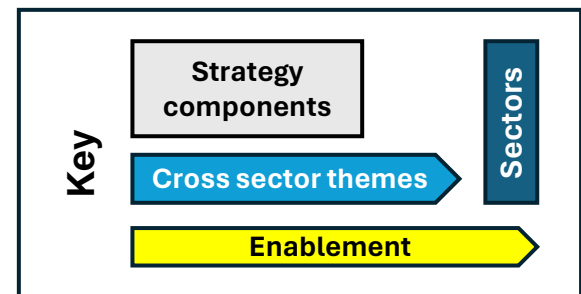 Key
Strategy
components
Cross sector themes
Enablement
Sectors